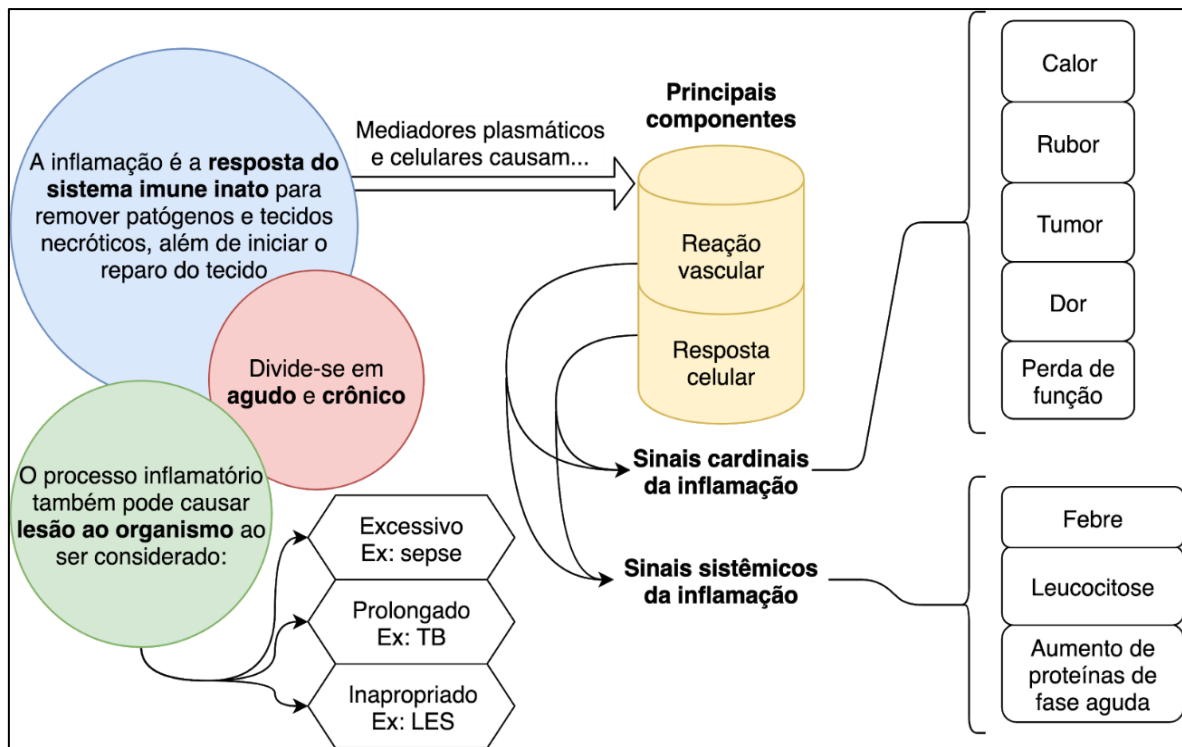 A inflamação é a resposta do
sistema imune inato para
remover patógenos e tecidos
necróticos, além de iniciar o
reparo do tecido
Divide-se em
agudo e crônico
O processo inflamatório
também pode causar
lesão ao organismo ao
ser considerado:
Excessivo
Ex: sepse
Prolongado
Ex: TB
Inapropriado
Ex: LES
Mediadores plasmáticos
e celulares causam...
Principais
componentes
Reação
vascular
Resposta
celular
Sinais cardinais
da inflamação
Calor
Rubor
Tumor
Dor
Perda de
função
Sinais sistêmicos
da inflamação
Febre
Leucocitose
Aumento de
proteínas de
fase aguda